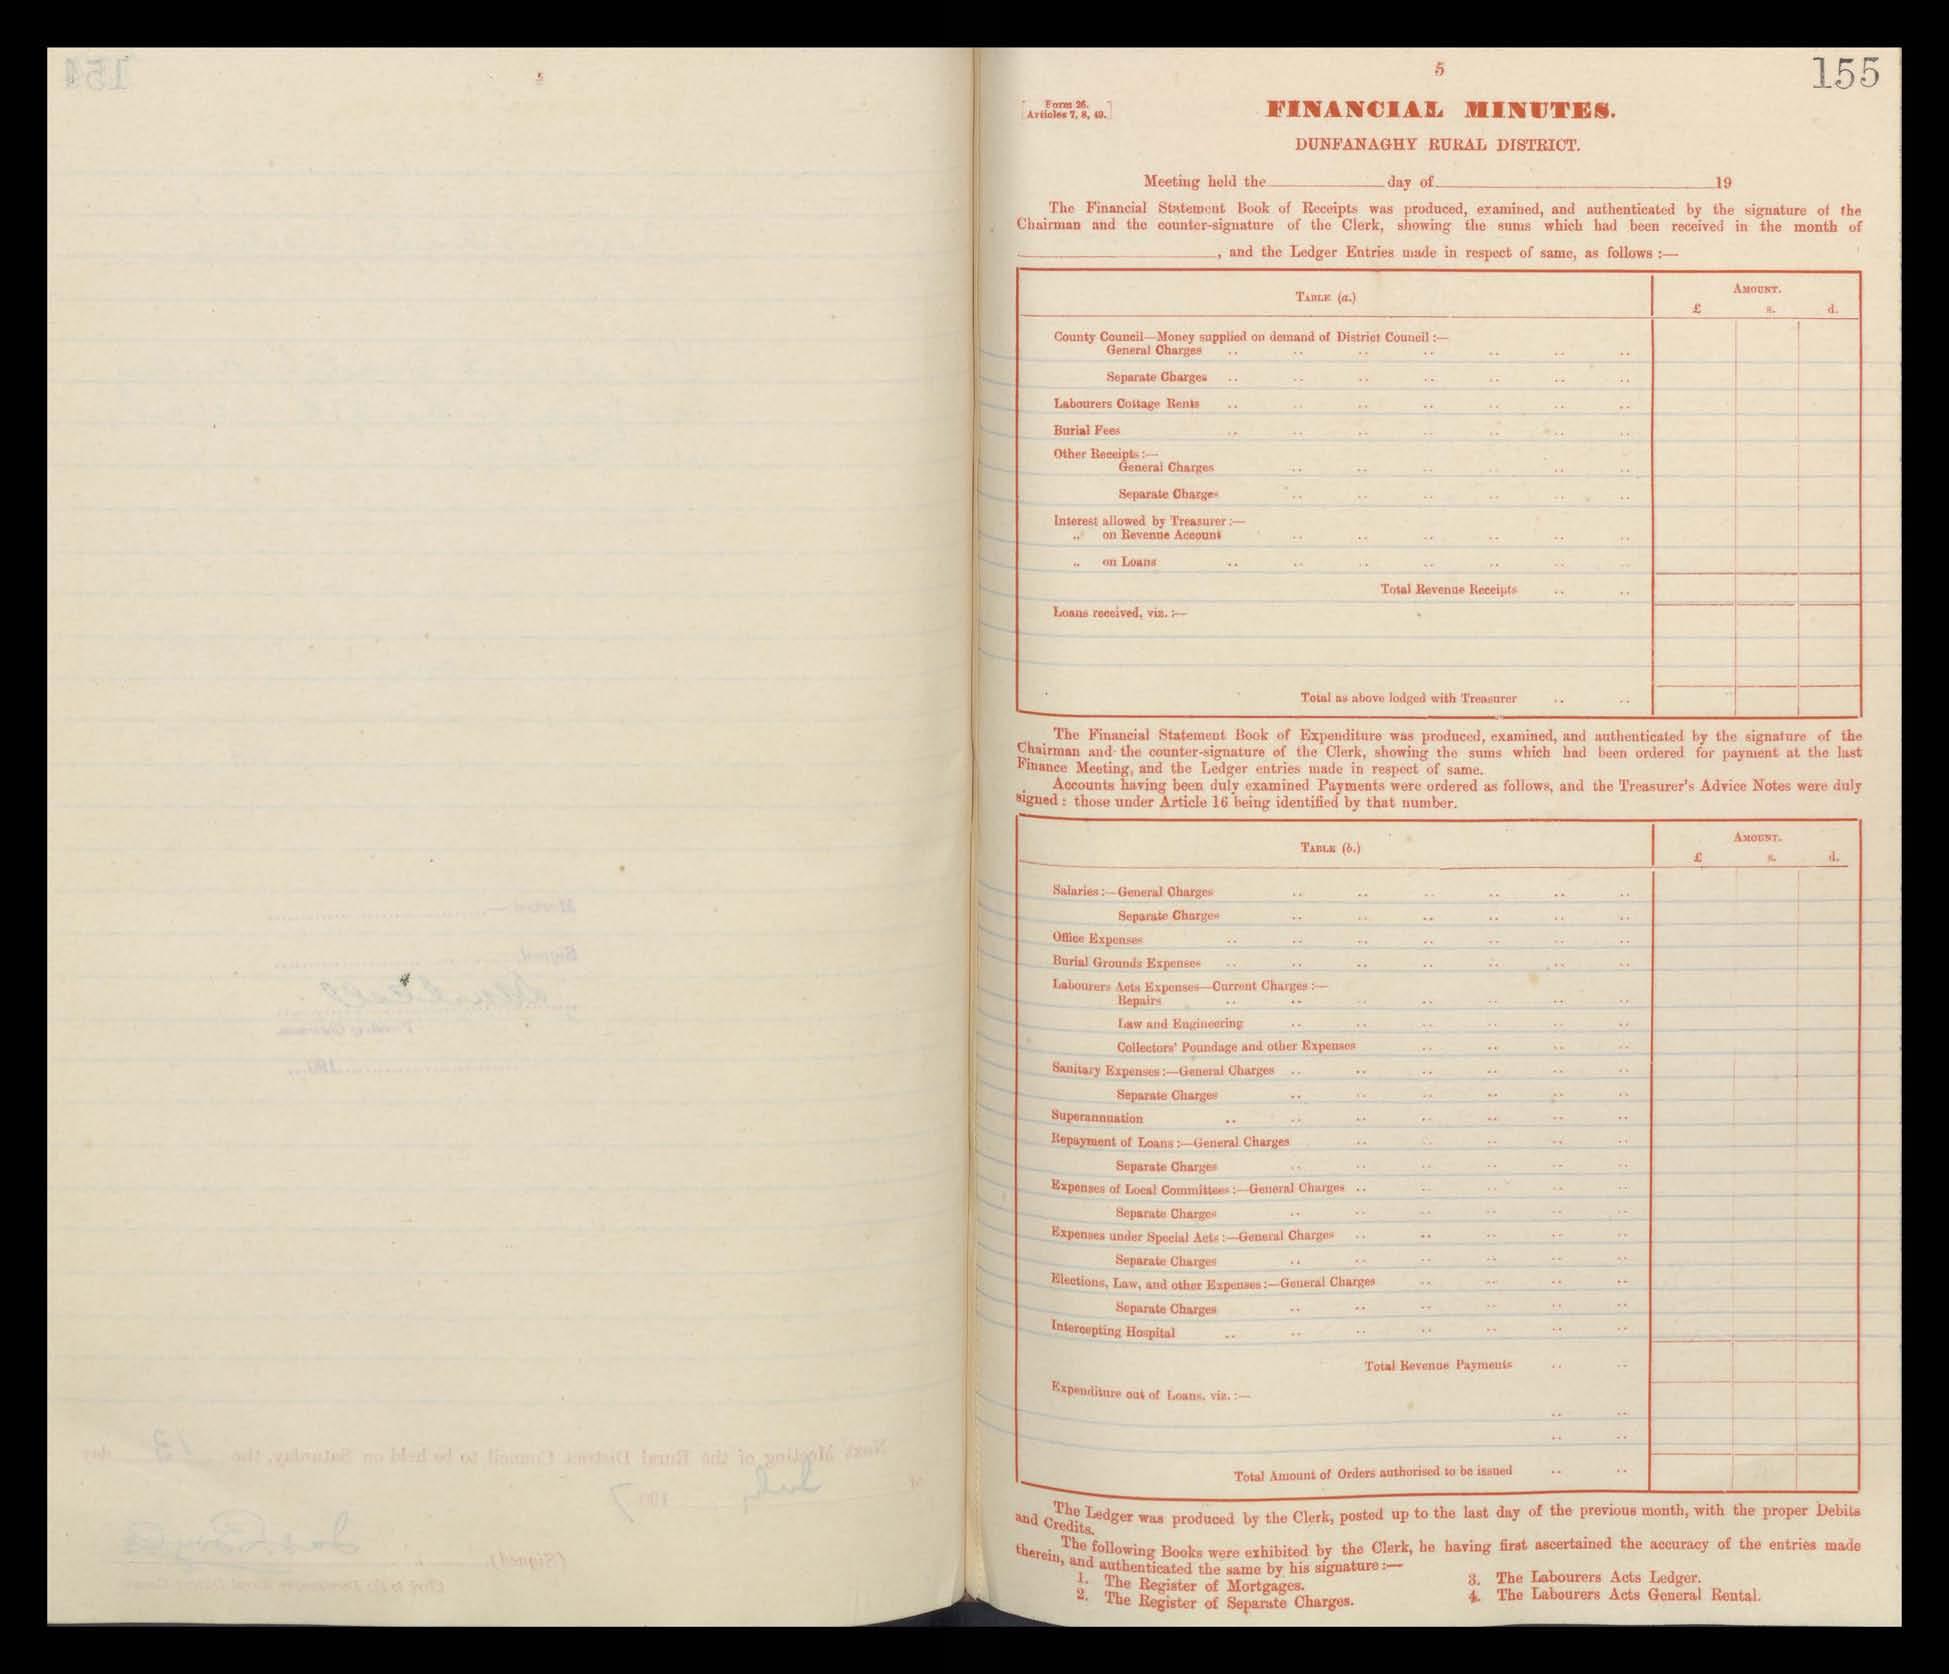 5
155
Form 26.
Articles 7, 8, 49.
FINANCIAL MINUTES.
DUNFANAGHY RURAL DISTRICT.
Meeting held the day of 19
The Financial Statement Book of Receipts was produced, examined, and authenticated by the signature of the
Chairman and the counter-signature of the Clerk, showing the sums which had been received in the month of
, and the Ledger Entries made in respect of same, as follows :—
TABLE (a.)
AMOUNT.
£ s. d.
County Council—Money supplied on demand of District Council :—
General Charges .. .. .. .. .. .. ..
Separate Charges .. .. .. .. .. .. ..
Labourers Cottage Rents .. .. .. .. .. .. ..
Burial Fees .. .. .. .. .. .. ..
Other Receipts :—
General Charges .. .. .. .. .. ..
Separate Charges .. .. .. .. .. ..
Interest allowed by Treasurer :—
„ on Revenue Account .. .. .. .. .. ..
„ on Loans .. .. .. .. .. .. ..
Total Revenue Receipts .. ..
Loans received, viz. :—
Total as above lodged with Treasurer .. ..
The Financial Statement Book of Expenditure was produced, examined, and authenticated by the signature of the
Chairman and the counter-signature of the Clerk, showing the sums which had been ordered for payment at the last
Finance Meeting, and the Ledger entries made in respect of same.
Accounts having been duly examined Payments were ordered as follows, and the Treasurer's Advice Notes were duly
signed : those under Article 16 being identified by that number.
TABLE (b.)
AMOUNT.
£ s. d.
Salaries :—General Charges .. .. .. .. .. ..
Separate Charges .. .. .. .. .. ..
Office Expenses .. .. .. .. .. .. ..
Burial Grounds Expenses .. .. .. .. .. .. ..
Labourers Acts Expenses—Current Charges :—
Repairs .. .. .. .. .. .. ..
Law and Engineering .. .. .. .. .. ..
Collectors' Poundage and other Expenses .. .. .. ..
Sanitary Expenses :—General Charges .. .. .. .. .. ..
Separate Charges .. .. .. .. .. ..
Superannuation .. .. .. .. .. .. ..
Repayment of Loans :—General Charges .. .. .. .. ..
Separate Charges .. .. .. .. .. ..
Expenses of Local Committees :—General Charges .. .. .. .. ..
Separate Charges .. .. .. .. .. ..
Expenses under Special Acts :—General Charges .. .. .. .. ..
Separate Charges .. .. .. .. .. ..
Elections, Law, and other Expenses :—General Charges .. .. .. ..
Separate Charges .. .. .. .. .. ..
Intercepting Hospital .. .. .. .. .. .. ..
Total Revenue Payments .. ..
Expenditure out of Loans, viz. :—
.. ..
.. ..
Total Amount of Orders authorised to be issued .. ..
The Ledger was produced by the Clerk, posted up to the last day of the previous month, with the proper Debits
and Credits.
The following Books were exhibited by the Clerk, he having first ascertained the accuracy of the entries made
therein, and authenticated the same by his signature :—
1. The Register of Mortgages.
2. The Register of Separate Charges.
3. The Labourers Acts Ledger.
4. The Labourers Acts General Rental.